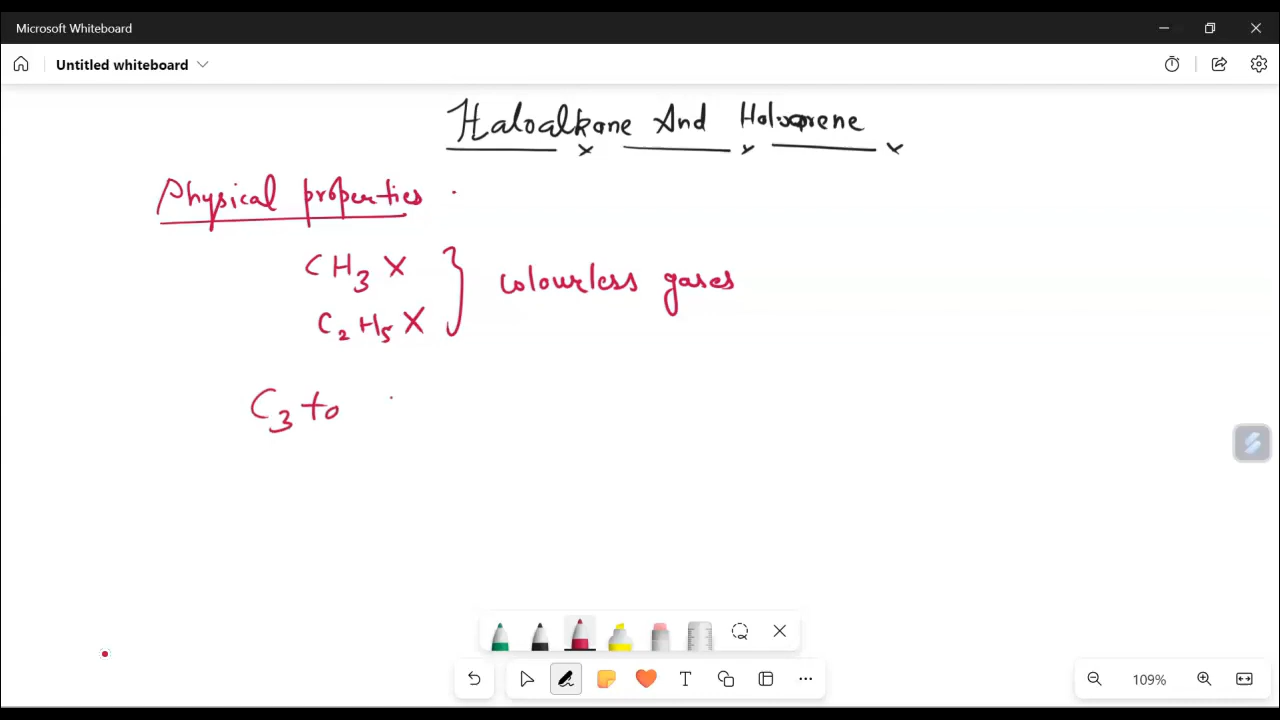 Microsoft Whiteboard
Untitled whiteboard
Haloalkane And Haloarene
Physical properties
CH3X
C2H5X
colourless gases
C3 to
T
109%